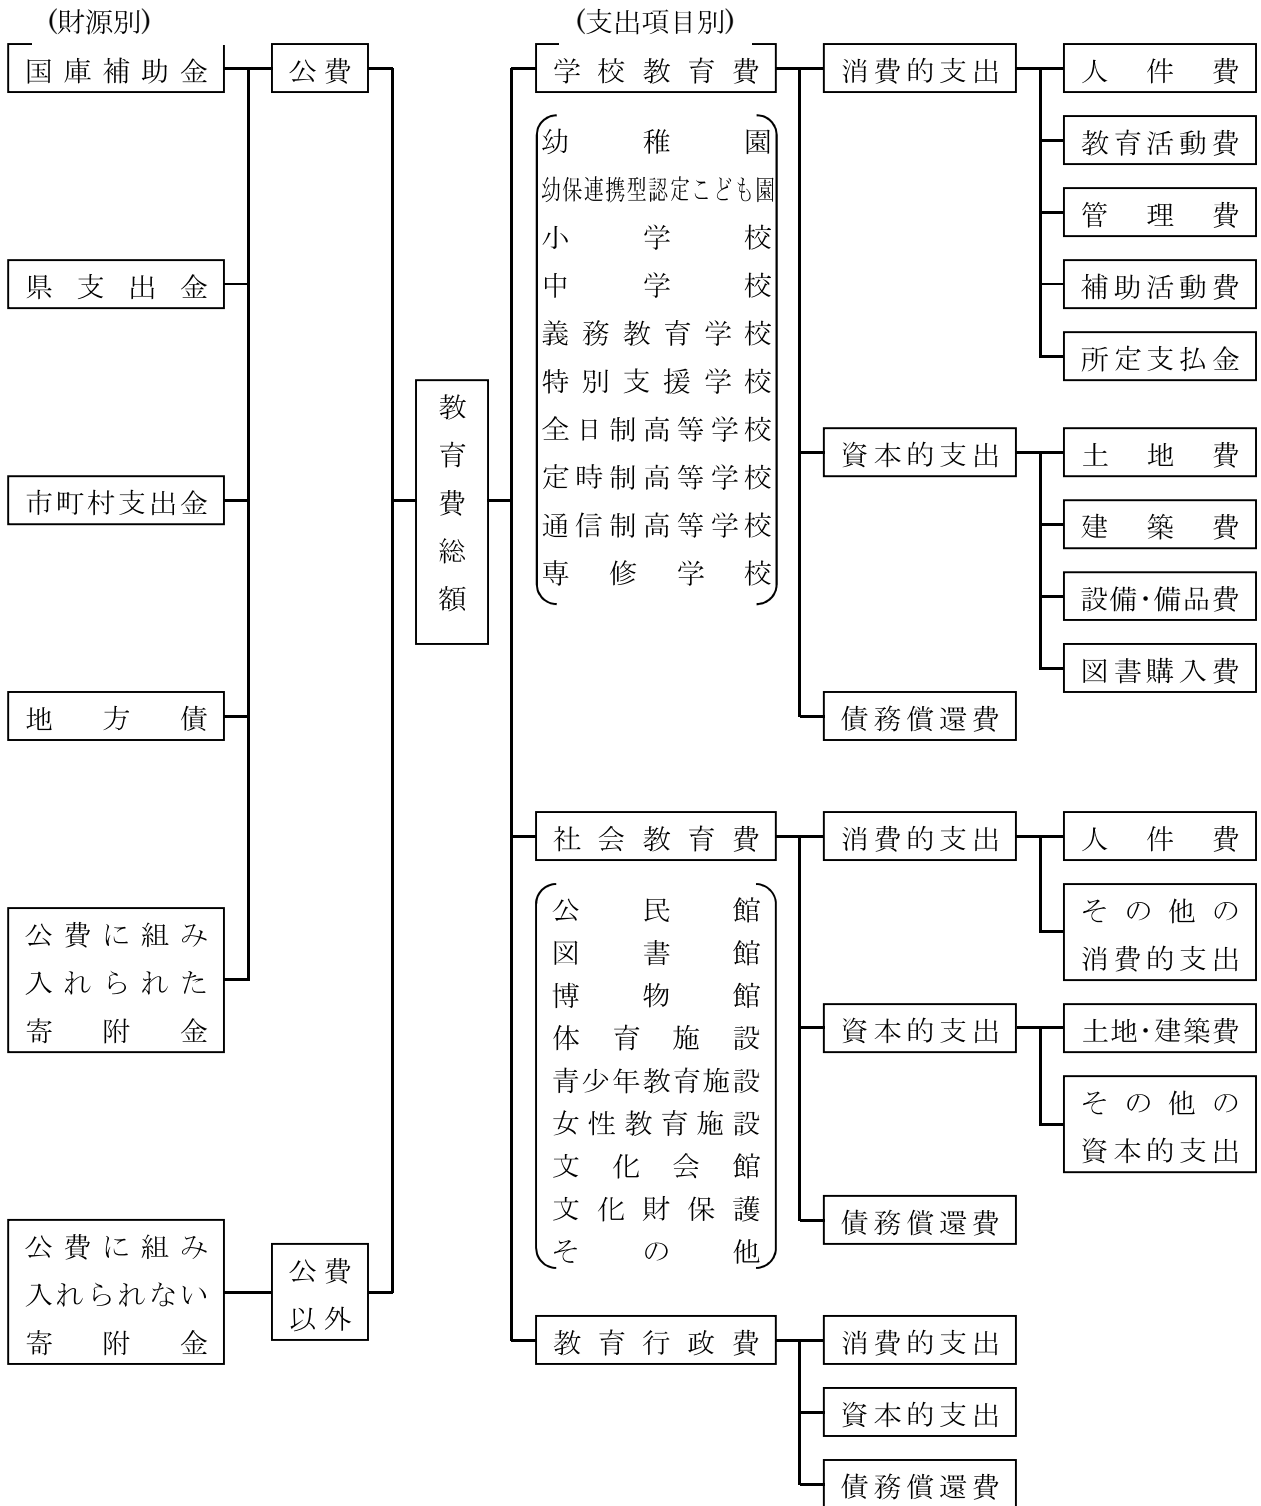 (財源別)
国庫補助金
県支出金
市町村支出金
地方債
公費に組み
入れられた
寄附金
公費に組み
入れられない
寄附金
公費
公費
以外
教
育
費
総
額
(支出項目別)
学校教育費
幼稚園
幼保連携型認定こども園
小学校
中学校
義務教育学校
特別支援学校
全日制高等学校
定時制高等学校
通信制高等学校
専修学校
消費的支出
人件費
教育活動費
管理費
補助活動費
所定支払金
資本的支出
土地費
建築費
設備・備品費
図書購入費
債務償還費
社会教育費
公民館
図書館
博物館
体育施設
青少年教育施設
女性教育施設
文化会館
文化財保護
その他
消費的支出
人件費
その他の
消費的支出
資本的支出
土地・建築費
その他の
資本的支出
債務償還費
教育行政費
消費的支出
資本的支出
債務償還費